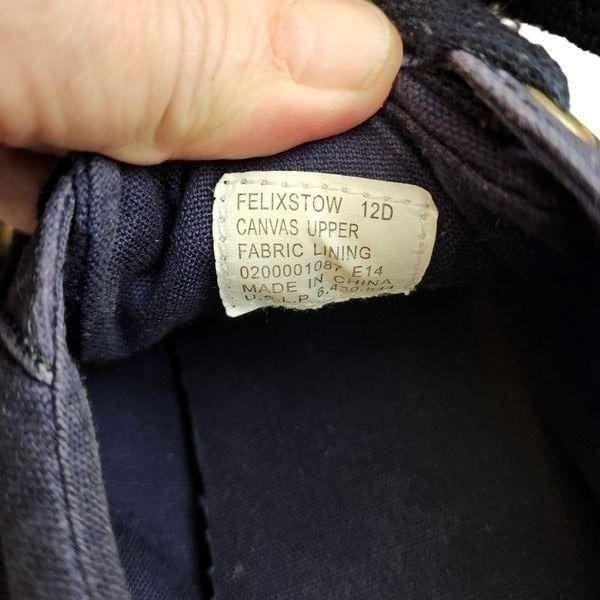 FELIXSTOW 12D
CANVAS UPPER
FABRIC LINING
0200001087 E14
MADE IN CHINA
U.S.L.P